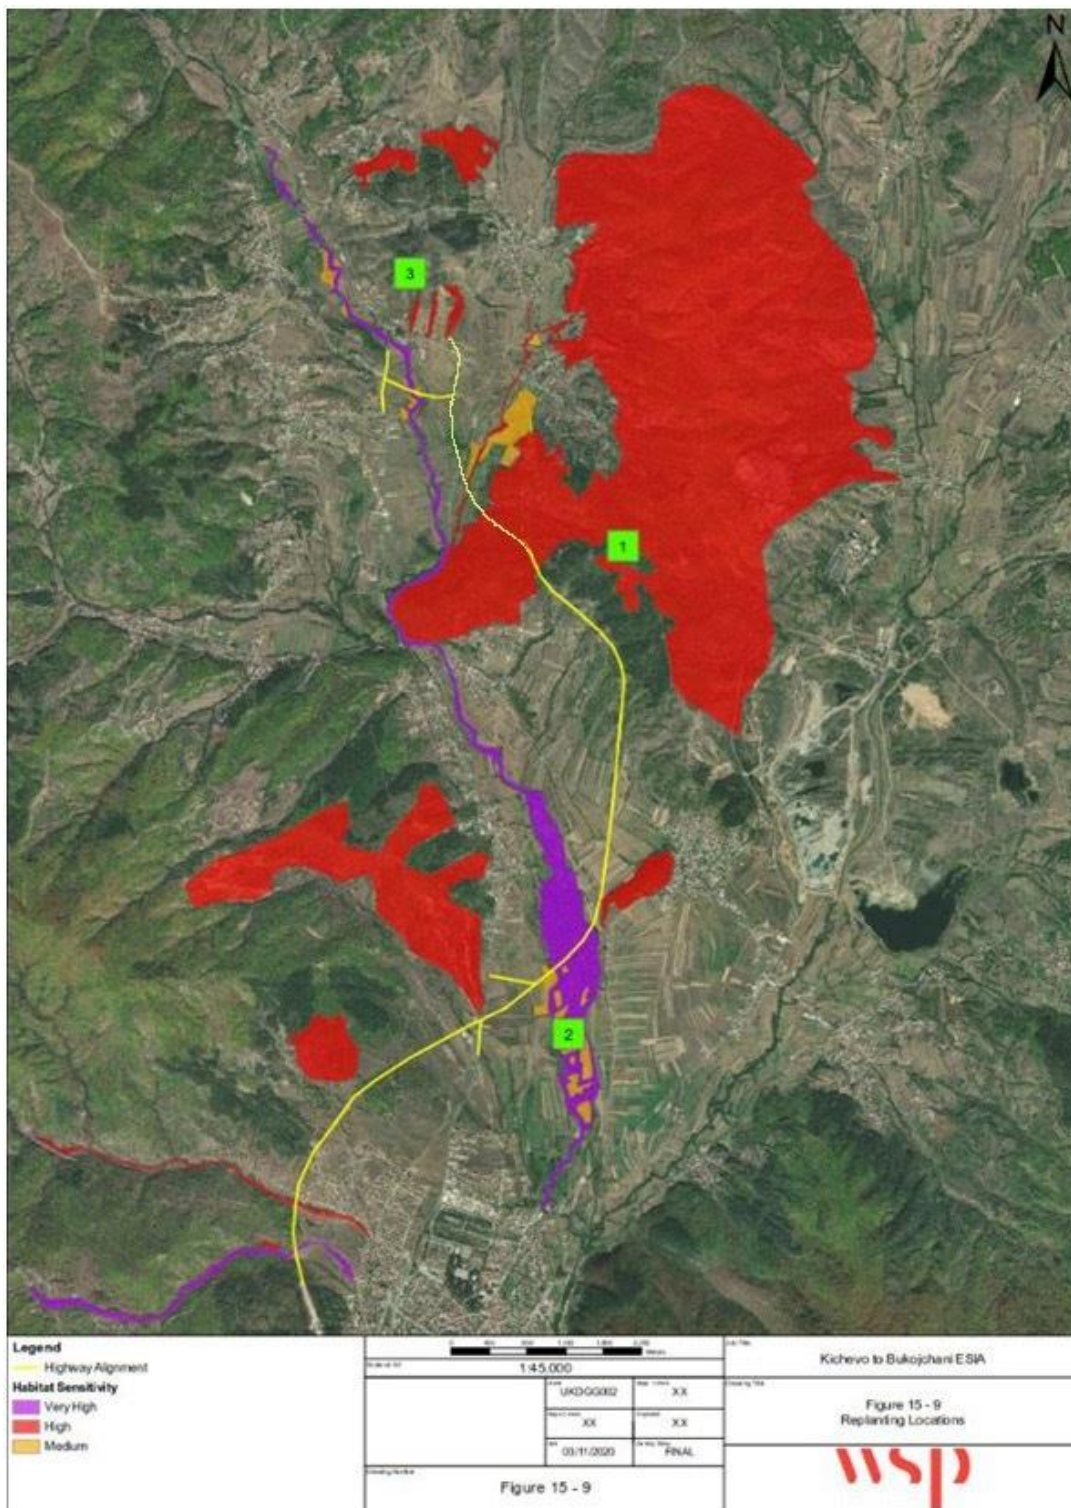 N
3
1
2
Legend
Highway Alignment
Habitat Sensitivity
Very High
High
Medium
1:45,000
UKDGG002
XX
XX
XX
03/11/2020
FINAL
Figure 15 - 9
Kichevo to Bukojchani ESIA
Figure 15 - 9
Replanting Locations
wsp